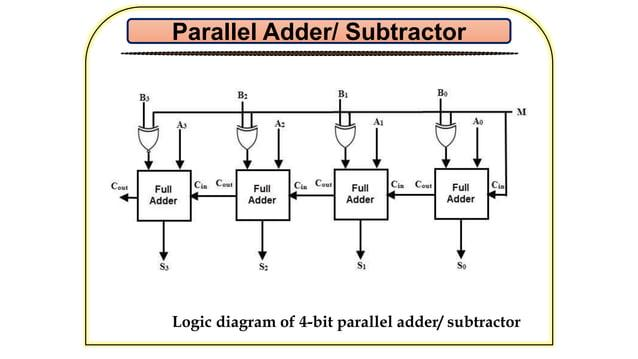 Parallel Adder/ Subtractor
B3 B2 B1 B0
M
A3 A2 A1 A0
Cout Full Adder Cin Cout Full Adder Cin Cout Full Adder Cin Cout Full Adder Cin
S3 S2 S1 S0
Logic diagram of 4-bit parallel adder/ subtractor